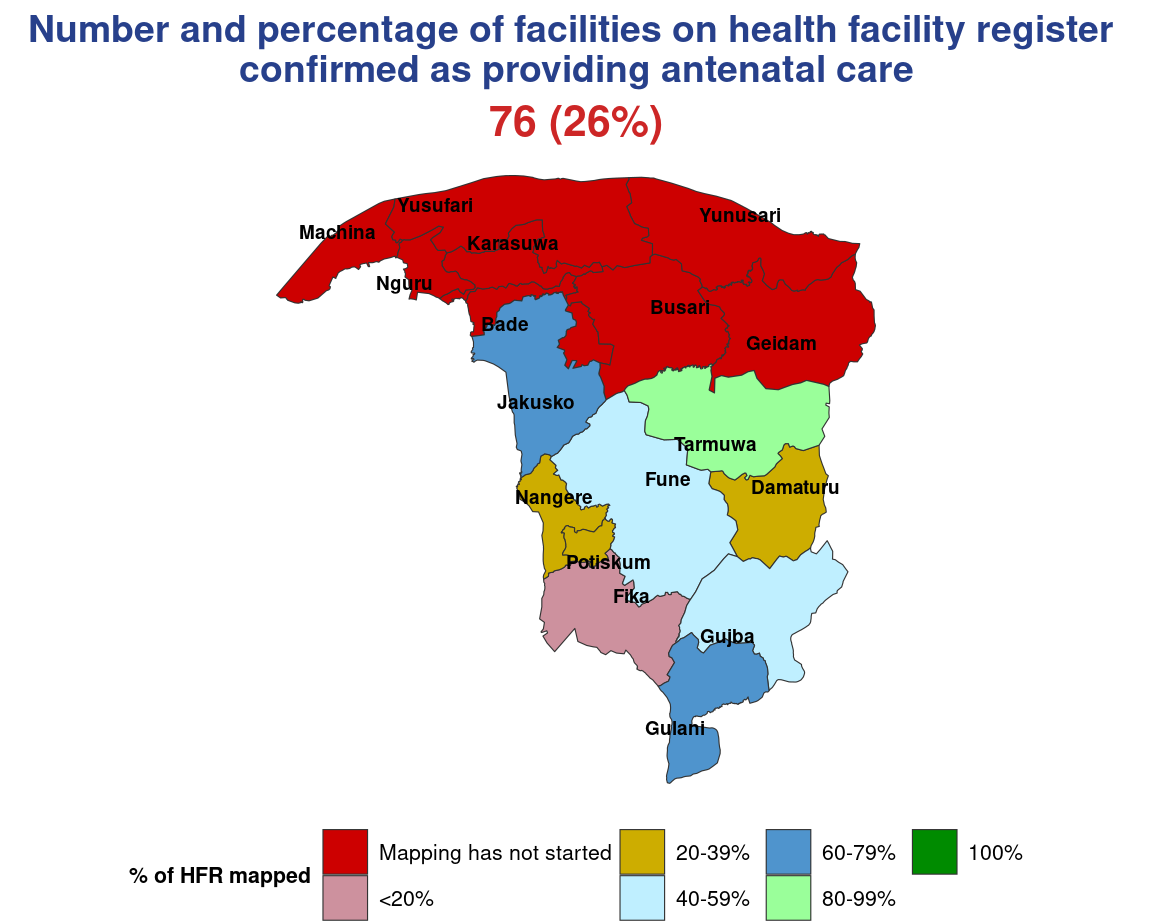 Number and percentage of facilities on health facility register
confirmed as providing antenatal care
76 (26%)
Yusufari
Yunusari
Machina
Karasuwa
Nguru
Busari
Bade
Geidam
Jakusko
Tarmuwa
Fune
Damaturu
Nangere
Potiskum
Fika
Gujba
Gulani
% of HFR mapped
Mapping has not started
<20%
20-39%
40-59%
60-79%
80-99%
100%